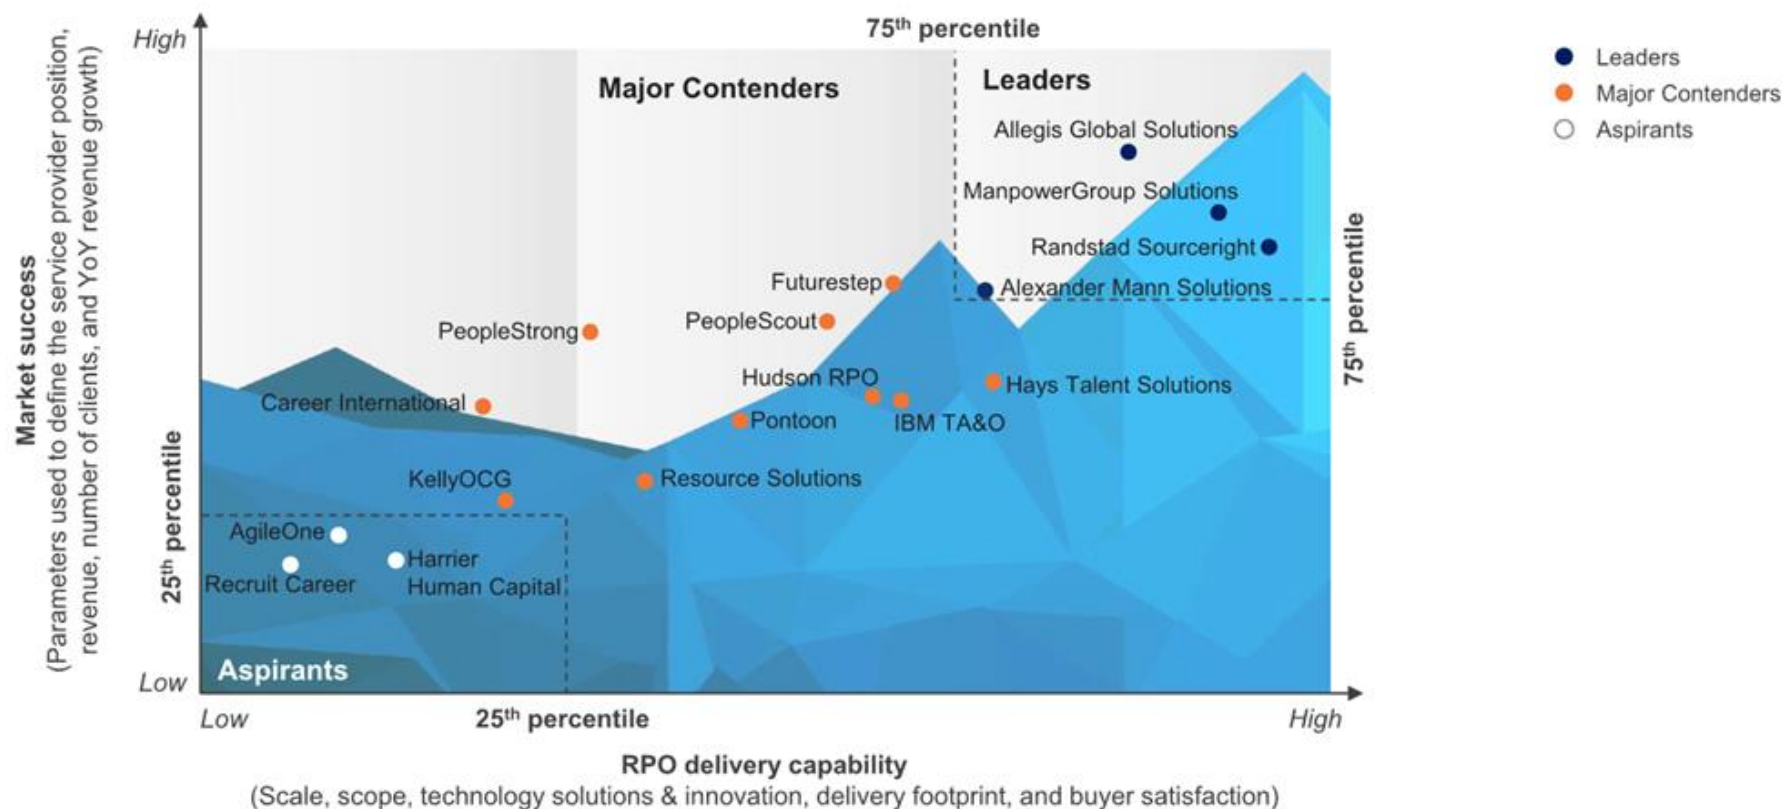 High
75th percentile
Major Contenders
Leaders
Allegis Global Solutions
ManpowerGroup Solutions
Randstad Sourceright
Alexander Mann Solutions
Futurestep
PeopleScout
PeopleStrong
Hudson RPO
Hays Talent Solutions
Career International
Pontoon
IBM TA&O
KellyOCG
Resource Solutions
AgileOne
Harrier
Human Capital
Recruit Career
Aspirants
Low
Low
25th percentile
High
RPO delivery capability
(Scale, scope, technology solutions & innovation, delivery footprint, and buyer satisfaction)
Market success
(Parameters used to define the service provider position,
revenue, number of clients, and YoY revenue growth)
25th percentile
75th percentile
Leaders
Major Contenders
Aspirants